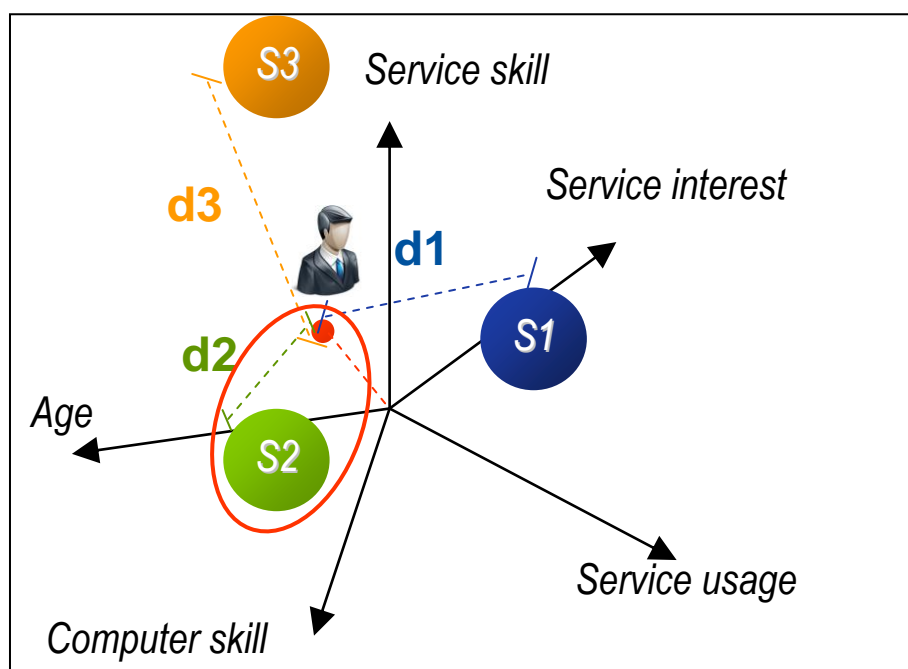 S3
Service skill
Service interest
d3
d1
S1
d2
Age
S2
Service usage
Computer skill